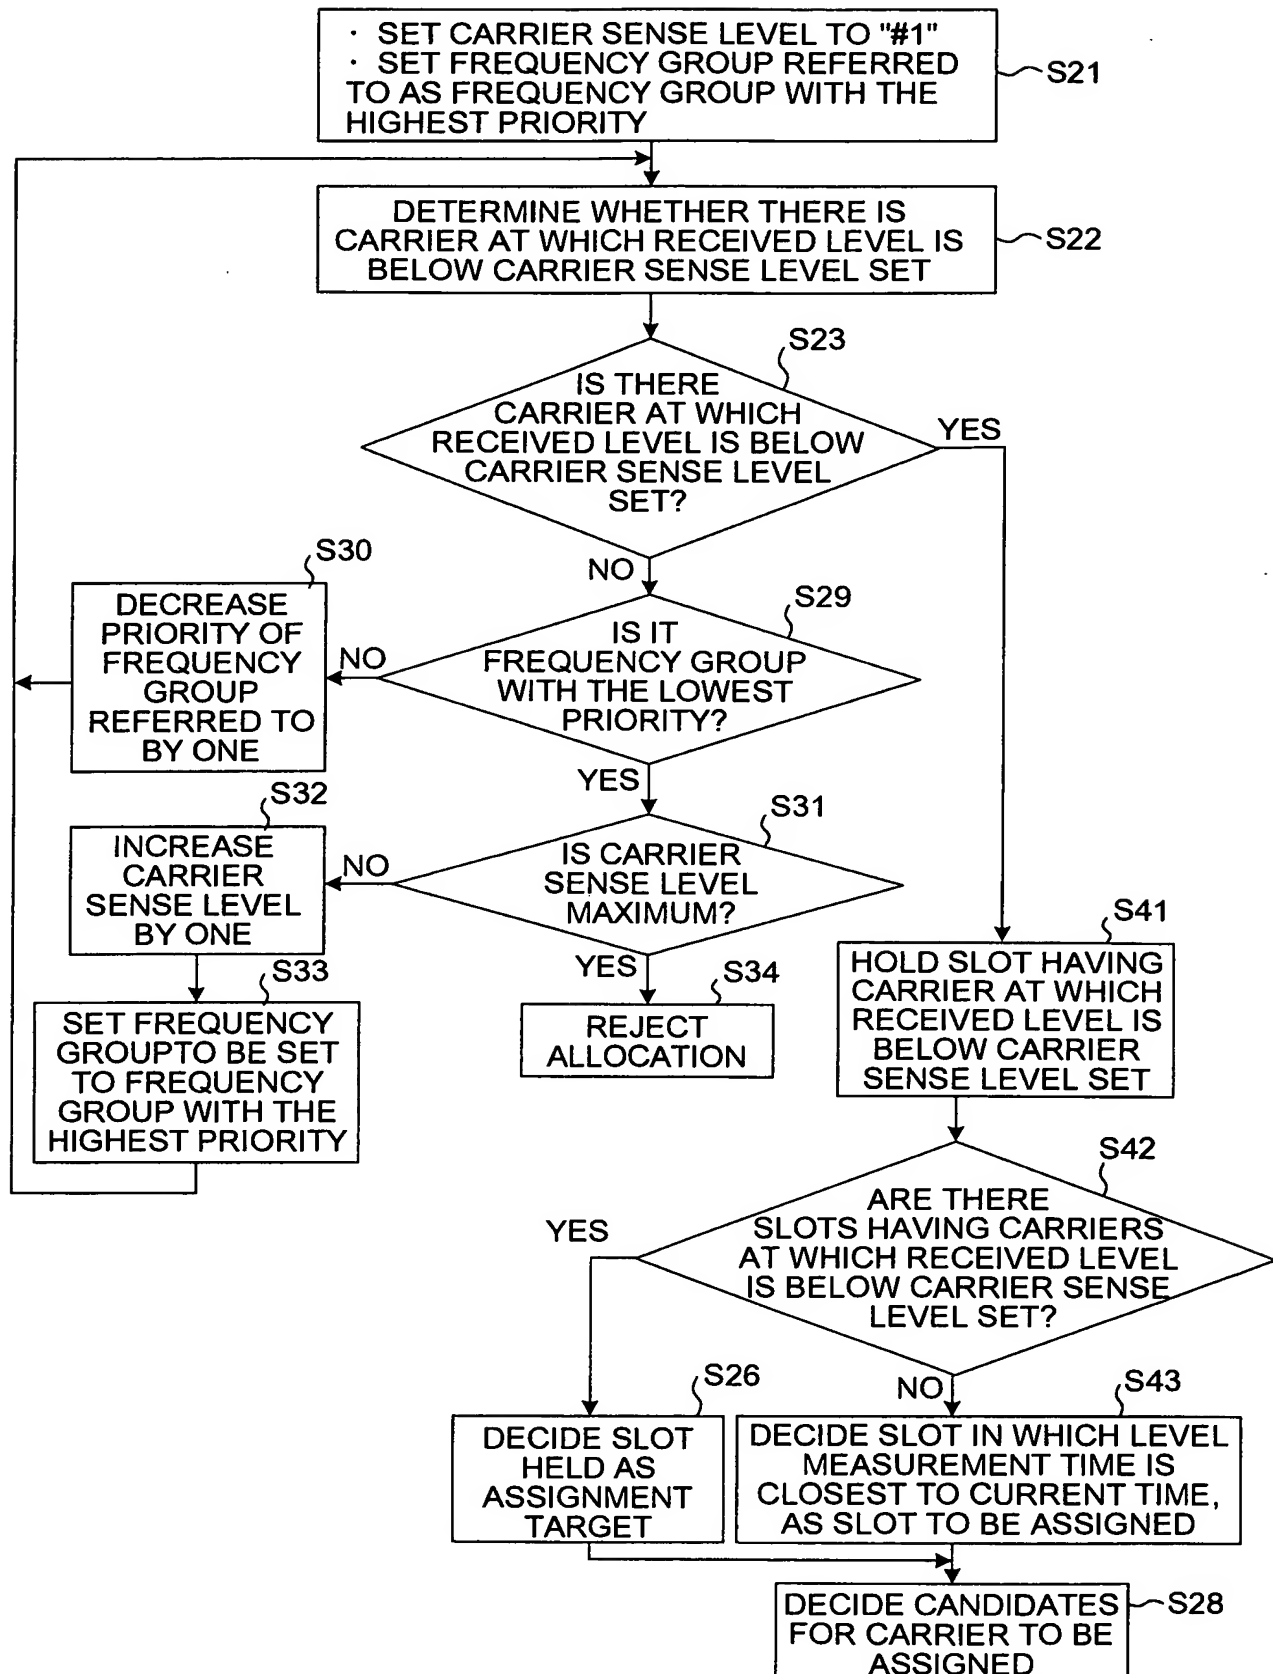 · SET CARRIER SENSE LEVEL TO "#1"
· SET FREQUENCY GROUP REFERRED
TO AS FREQUENCY GROUP WITH THE
HIGHEST PRIORITY
S21
DETERMINE WHETHER THERE IS
CARRIER AT WHICH RECEIVED LEVEL IS
BELOW CARRIER SENSE LEVEL SET
S22
S23
IS THERE
CARRIER AT WHICH
RECEIVED LEVEL IS BELOW
CARRIER SENSE LEVEL
SET?
YES
NO
S30
DECREASE
PRIORITY OF
FREQUENCY
GROUP
REFERRED TO
BY ONE
NO
S29
IS IT
FREQUENCY GROUP
WITH THE LOWEST
PRIORITY?
YES
S32
INCREASE
CARRIER
SENSE LEVEL
BY ONE
NO
S31
IS CARRIER
SENSE LEVEL
MAXIMUM?
YES
S33
SET FREQUENCY
GROUPTO BE SET
TO FREQUENCY
GROUP WITH THE
HIGHEST PRIORITY
S34
REJECT
ALLOCATION
S41
HOLD SLOT HAVING
CARRIER AT WHICH
RECEIVED LEVEL IS
BELOW CARRIER
SENSE LEVEL SET
S42
ARE THERE
SLOTS HAVING CARRIERS
AT WHICH RECEIVED LEVEL
IS BELOW CARRIER SENSE
LEVEL SET?
YES
NO
S26
DECIDE SLOT
HELD AS
ASSIGNMENT
TARGET
S43
DECIDE SLOT IN WHICH LEVEL
MEASUREMENT TIME IS
CLOSEST TO CURRENT TIME,
AS SLOT TO BE ASSIGNED
DECIDE CANDIDATES
FOR CARRIER TO BE
ASSIGNED
S28